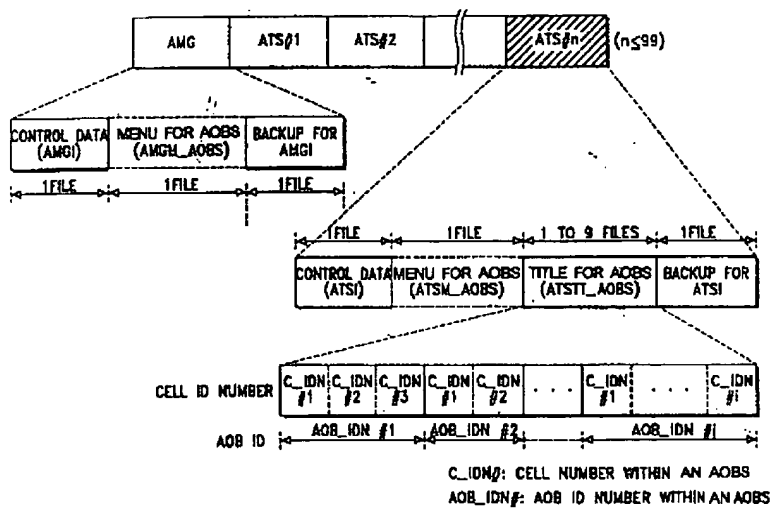 AMG ATS#1 ATS#2 ATS#n (n≤99)
CONTROL DATA (AMGI) MENU FOR AOBS (AMGM_AOBS) BACKUP FOR AMGI
1FILE 1FILE 1FILE
1FILE 1FILE 1 TO 9 FILES 1FILE
CONTROL DATA (ATSI) MENU FOR AOBS (ATSM_AOBS) TITLE FOR AOBS (ATSTT_AOBS) BACKUP FOR ATSI
CELL ID NUMBER C_IDN #1 C_IDN #2 C_IDN #3 C_IDN #1 C_IDN #2 ... C_IDN #1 ... C_IDN #i
AOB ID AOB_IDN #1 AOB_IDN #2 AOB_IDN #j
C_IDN#: CELL NUMBER WITHIN AN AOBS
AOB_IDN#: AOB ID NUMBER WITHIN AN AOBS